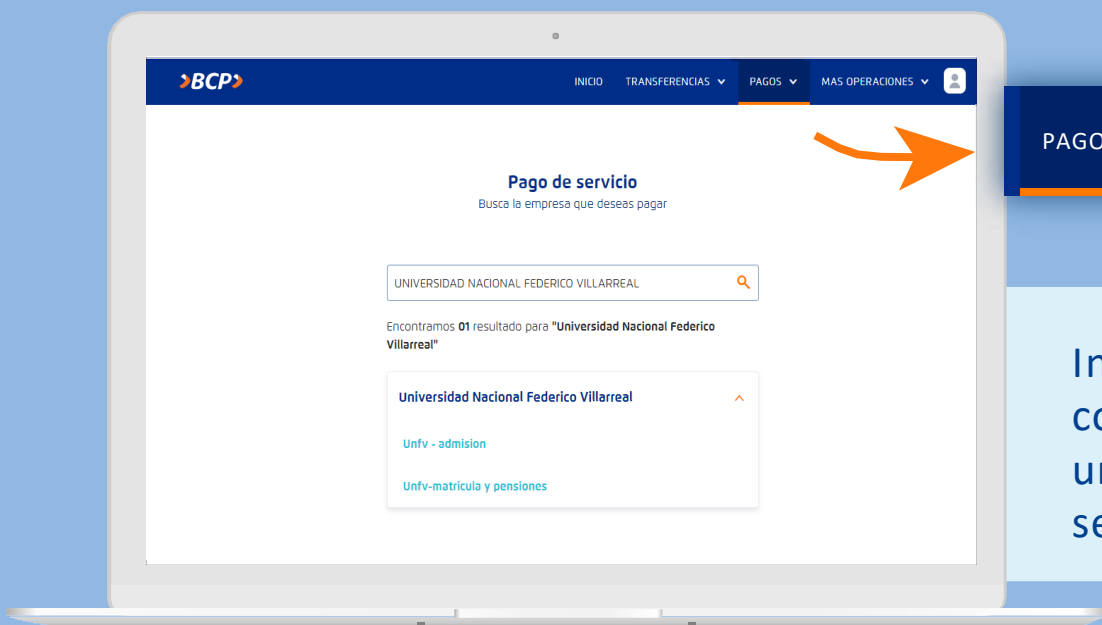 BCP
INICIO TRANSFERENCIAS PAGOS MAS OPERACIONES
PAGO
Pago de servicio
Busca la empresa que deseas pagar
UNIVERSIDAD NACIONAL FEDERICO VILLARREAL
Encontramos 01 resultado para "Universidad Nacional Federico
Villarreal"
Universidad Nacional Federico Villarreal
Unfv - admision
Unfv-matricula y pensiones